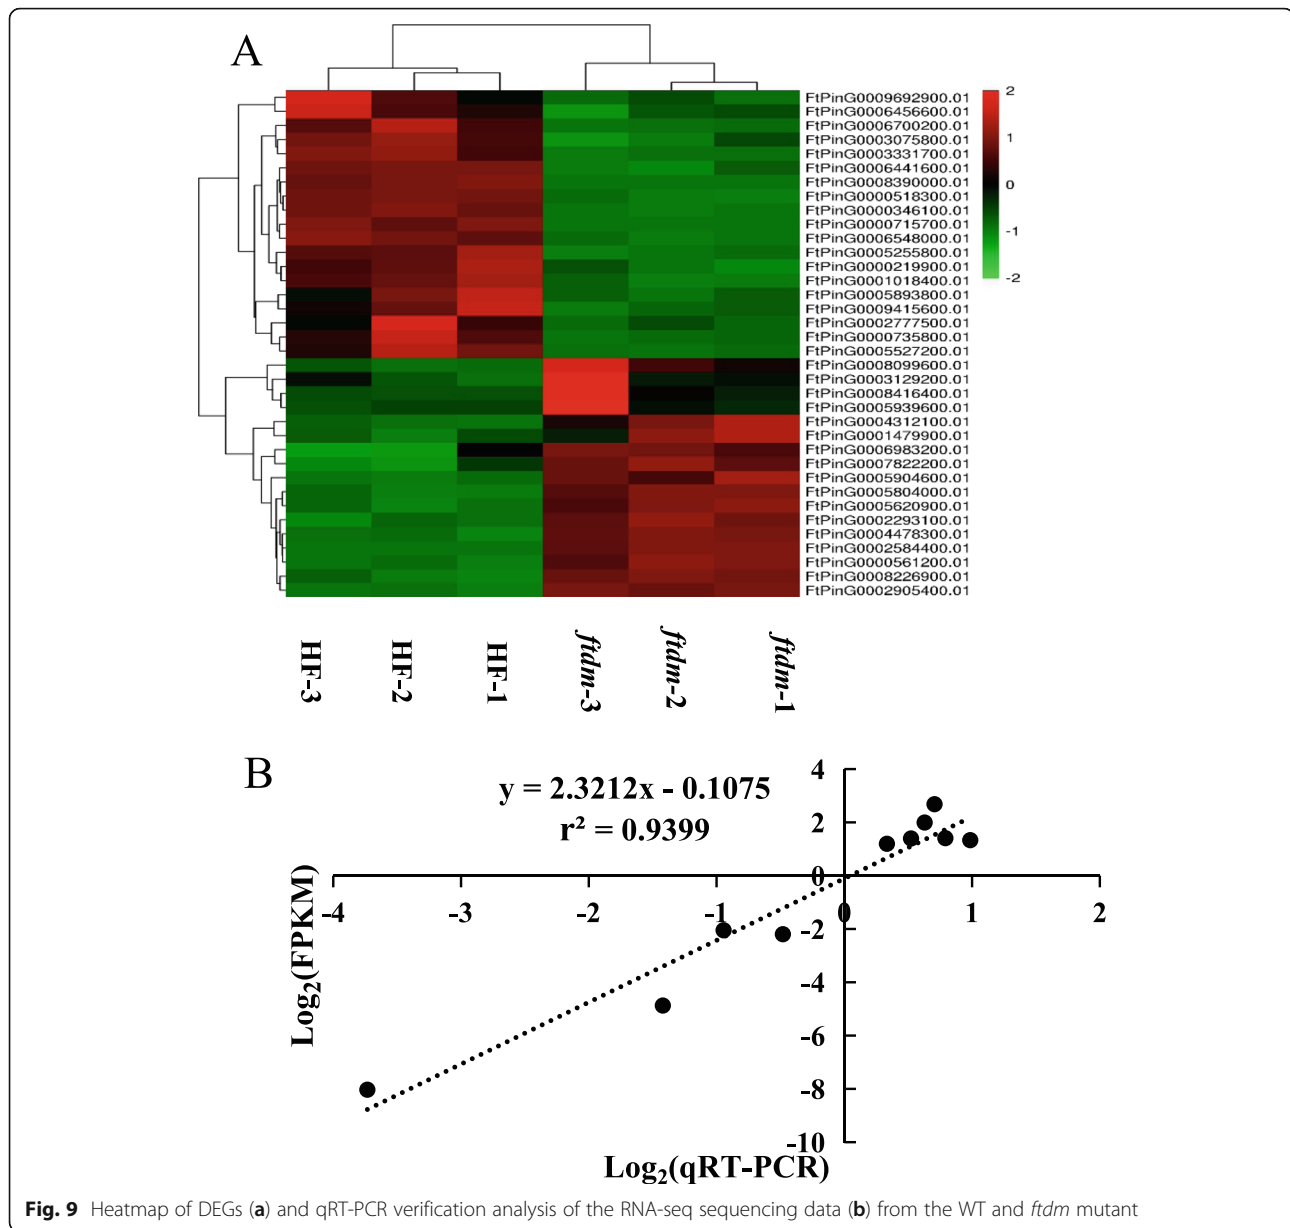 A
FtPinG0009692900.01
FtPinG0006456600.01
FtPinG0006700200.01
FtPinG0003075800.01
FtPinG0003331700.01
FtPinG0006441600.01
FtPinG0008390000.01
FtPinG0000518300.01
FtPinG0000346100.01
FtPinG0000715700.01
FtPinG0006548000.01
FtPinG0005255800.01
FtPinG0000219900.01
FtPinG0001018400.01
FtPinG0005893800.01
FtPinG0009415600.01
FtPinG0002777500.01
FtPinG0000735800.01
FtPinG0005527200.01
FtPinG0008099600.01
FtPinG0003129200.01
FtPinG0008416400.01
FtPinG0005939600.01
FtPinG0004312100.01
FtPinG0001479900.01
FtPinG0006983200.01
FtPinG0007822200.01
FtPinG0005904600.01
FtPinG0005804000.01
FtPinG0005620900.01
FtPinG0002293100.01
FtPinG0004478300.01
FtPinG0002584400.01
FtPinG0000561200.01
FtPinG0008226900.01
FtPinG0002905400.01
2
1
0
-1
-2
HF-3
HF-2
HF-1
ftdm-3
ftdm-2
ftdm-1
B
y = 2.3212x - 0.1075
r² = 0.9399
Log₂(FPKM)
4
2
0
-2
-4
-6
-8
-10
-4 -3 -2 -1 0 1 2
Log₂(qRT-PCR)
Fig. 9 Heatmap of DEGs (a) and qRT-PCR verification analysis of the RNA-seq sequencing data (b) from the WT and ftdm mutant